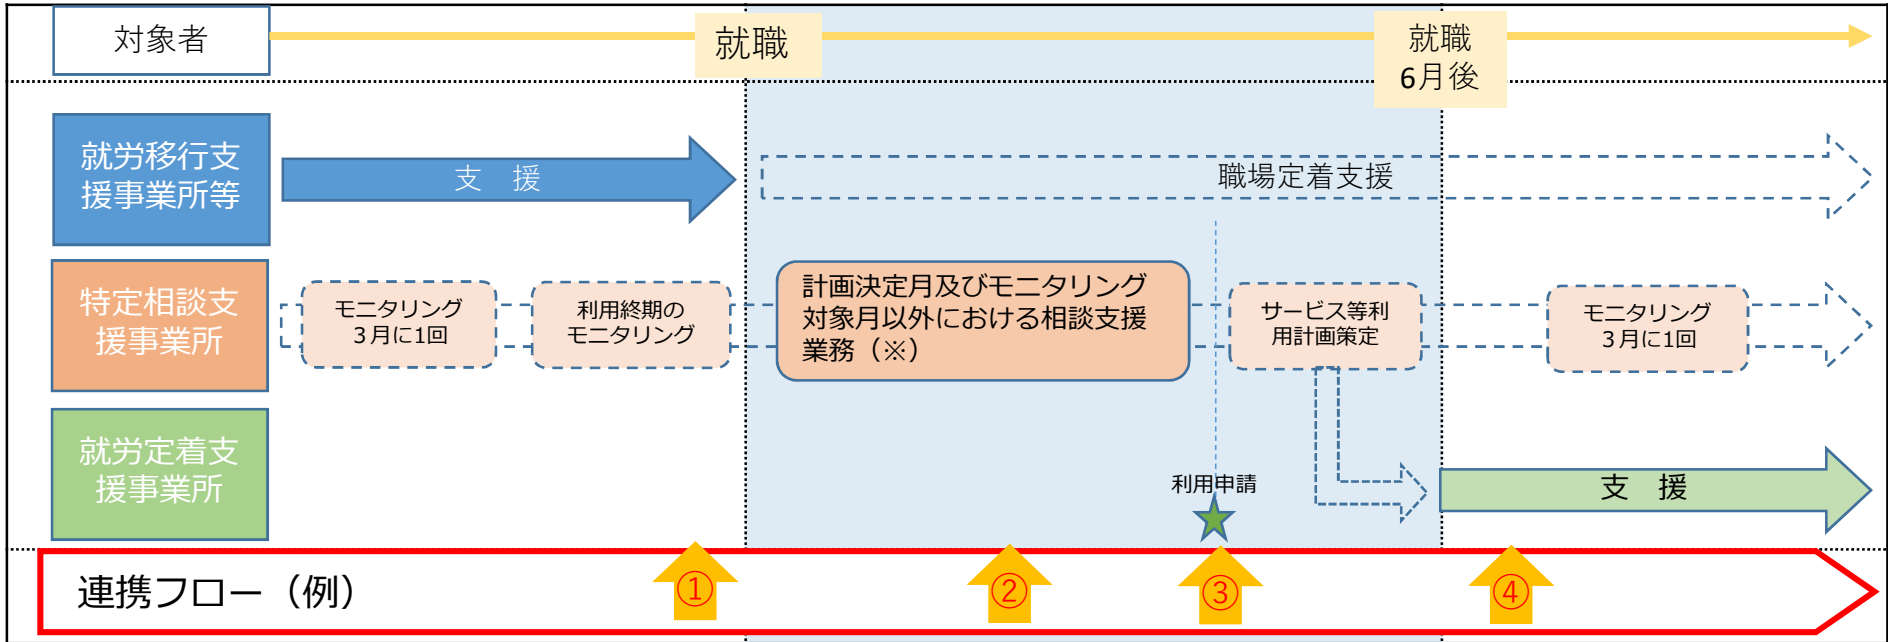 対象者
就職
就職
6月後
就労移行支
援事業所等
支　援
職場定着支援
特定相談支
援事業所
モニタリング
３月に1回
利用終期の
モニタリング
計画決定月及びモニタリング
対象月以外における相談支援
業務（※）
サービス等利
用計画策定
モニタリング
３月に1回
就労定着支
援事業所
利用申請
支　援
連携フロー（例）
①
②
③
④